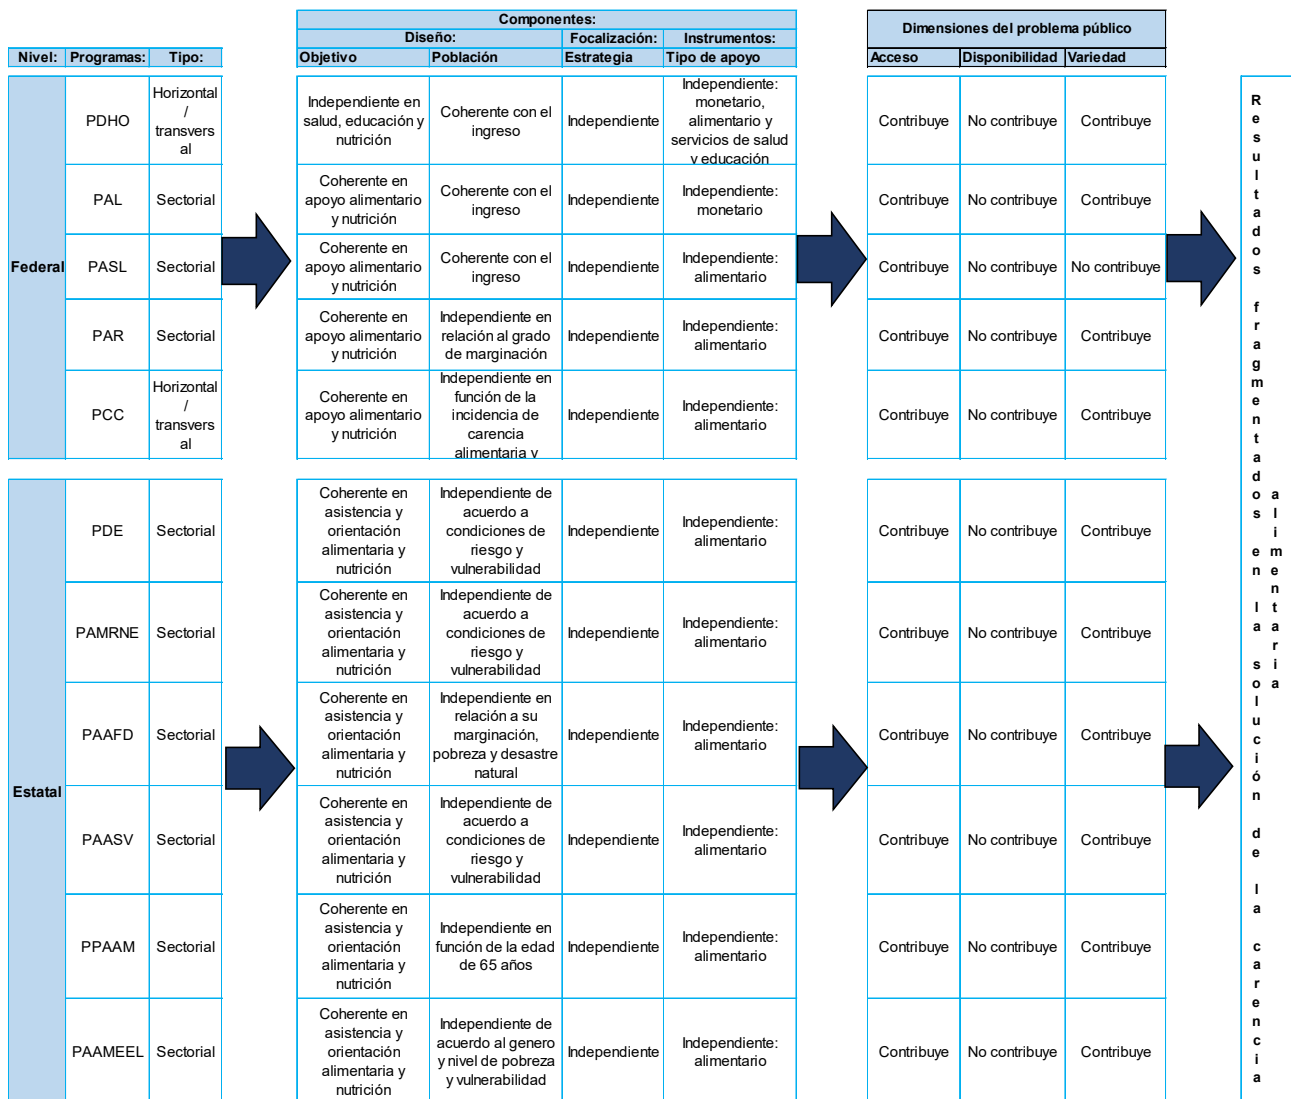 Componentes:
Diseño:
Focalización:
Instrumentos:
Dimensiones del problema público
Nivel:
Programas:
Tipo:
Objetivo
Población
Estrategia
Tipo de apoyo
Acceso
Disponibilidad
Variedad
Federal
PDHO
Horizontal
/
transvers
al
Independiente en
salud, educación y
nutrición
Coherente con el
ingreso
Independiente
Independiente:
monetario,
alimentario y
servicios de salud
y educación
Contribuye
No contribuye
Contribuye
PAL
Sectorial
Coherente en
apoyo alimentario
y nutrición
Coherente con el
ingreso
Independiente
Independiente:
monetario
Contribuye
No contribuye
Contribuye
PASL
Sectorial
Coherente en
apoyo alimentario
y nutrición
Coherente con el
ingreso
Independiente
Independiente:
alimentario
Contribuye
No contribuye
No contribuye
PAR
Sectorial
Coherente en
apoyo alimentario
y nutrición
Independiente en
relación al grado
de marginación
Independiente
Independiente:
alimentario
Contribuye
No contribuye
Contribuye
PCC
Horizontal
/
transvers
al
Coherente en
apoyo alimentario
y nutrición
Independiente en
función de la
incidencia de
carencia
alimentaria y
Independiente
Independiente:
alimentario
Contribuye
No contribuye
Contribuye
Estatal
PDE
Sectorial
Coherente en
asistencia y
orientación
alimentaria y
nutrición
Independiente de
acuerdo a
condiciones de
riesgo y
vulnerabilidad
Independiente
Independiente:
alimentario
Contribuye
No contribuye
Contribuye
PAMRNE
Sectorial
Coherente en
asistencia y
orientación
alimentaria y
nutrición
Independiente de
acuerdo a
condiciones de
riesgo y
vulnerabilidad
Independiente
Independiente:
alimentario
Contribuye
No contribuye
Contribuye
PAAFD
Sectorial
Coherente en
asistencia y
orientación
alimentaria y
nutrición
Independiente en
relación a su
marginación,
pobreza y desastre
natural
Independiente
Independiente:
alimentario
Contribuye
No contribuye
Contribuye
PAASV
Sectorial
Coherente en
asistencia y
orientación
alimentaria y
nutrición
Independiente de
acuerdo a
condiciones de
riesgo y
vulnerabilidad
Independiente
Independiente:
alimentario
Contribuye
No contribuye
Contribuye
PPAAM
Sectorial
Coherente en
asistencia y
orientación
alimentaria y
nutrición
Independiente en
función de la edad
de 65 años
Independiente
Independiente:
alimentario
Contribuye
No contribuye
Contribuye
PAAMEEL
Sectorial
Coherente en
asistencia y
orientación
alimentaria y
nutrición
Independiente de
acuerdo al genero
y nivel de pobreza
y vulnerabilidad
Independiente
Independiente:
alimentario
Contribuye
No contribuye
Contribuye
Resultados fragmentados en la solución de la carencia
alimentaria